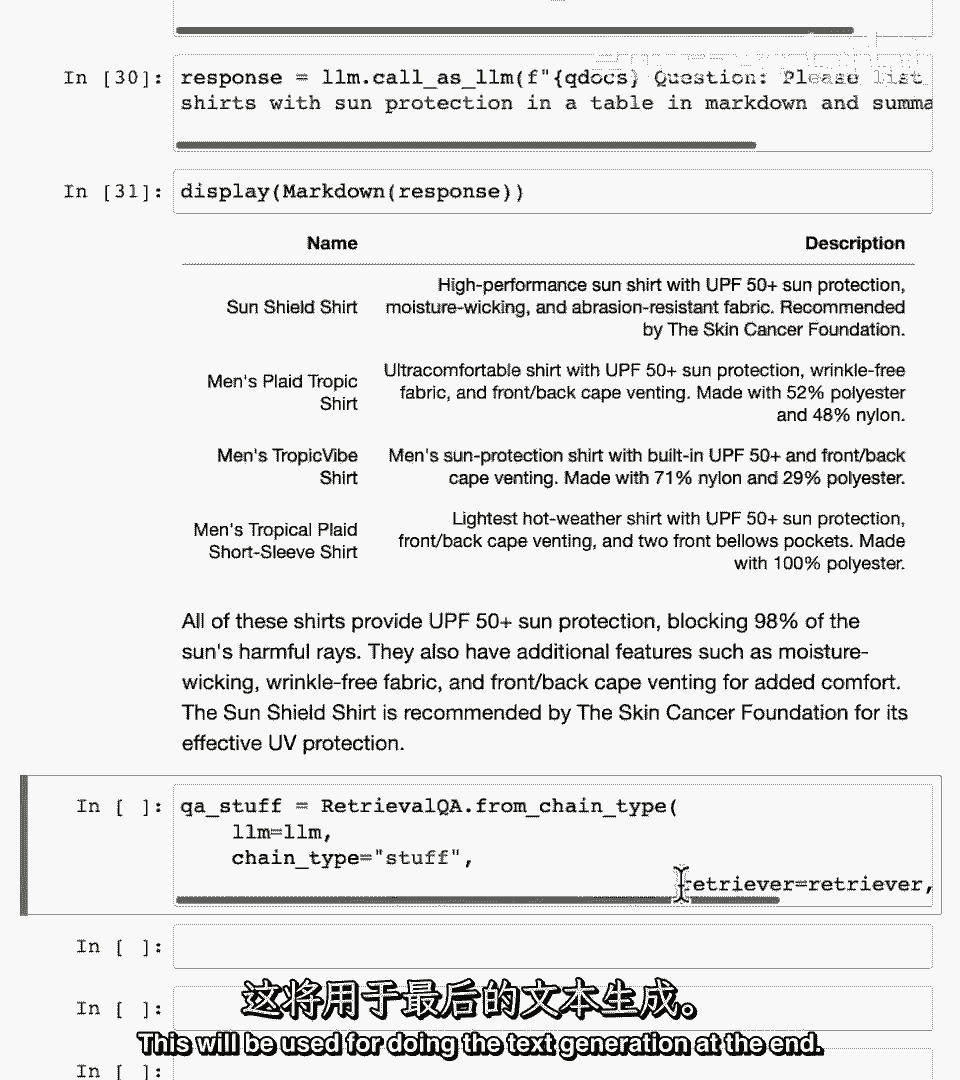 In [30]: response = llm.call_as_llm(f"{qdocs} Question: Please list
shirts with sun protection in a table in markdown and summa
In [31]: display(Markdown(response))
Name Description
High-performance sun shirt with UPF 50+ sun protection,
Sun Shield Shirt moisture-wicking, and abrasion-resistant fabric. Recommended
by The Skin Cancer Foundation.
Ultracomfortable shirt with UPF 50+ sun protection, wrinkle-free
Men's Plaid Tropic
Shirt
fabric, and front/back cape venting. Made with 52% polyester
and 48% nylon.
Men's TropicVibe Men's sun-protection shirt with built-in UPF 50+ and front/back
Shirt cape venting. Made with 71% nylon and 29% polyester.
Lightest hot-weather shirt with UPF 50+ sun protection,
Men's Tropical Plaid
Short-Sleeve Shirt
front/back cape venting, and two front bellows pockets. Made
with 100% polyester.
All of these shirts provide UPF 50+ sun protection, blocking 98% of the
sun's harmful rays. They also have additional features such as moisture-
wicking, wrinkle-free fabric, and front/back cape venting for added comfort.
The Sun Shield Shirt is recommended by The Skin Cancer Foundation for its
effective UV protection.
In [ ]: qa_stuff = RetrievalQA.from_chain_type(
llm=llm,
chain_type="stuff",
retriever=retriever,
In [ ]:
In [ ]:
这将用于最后的文本生成。
This will be used for doing the text generation at the end.
In [ ]: